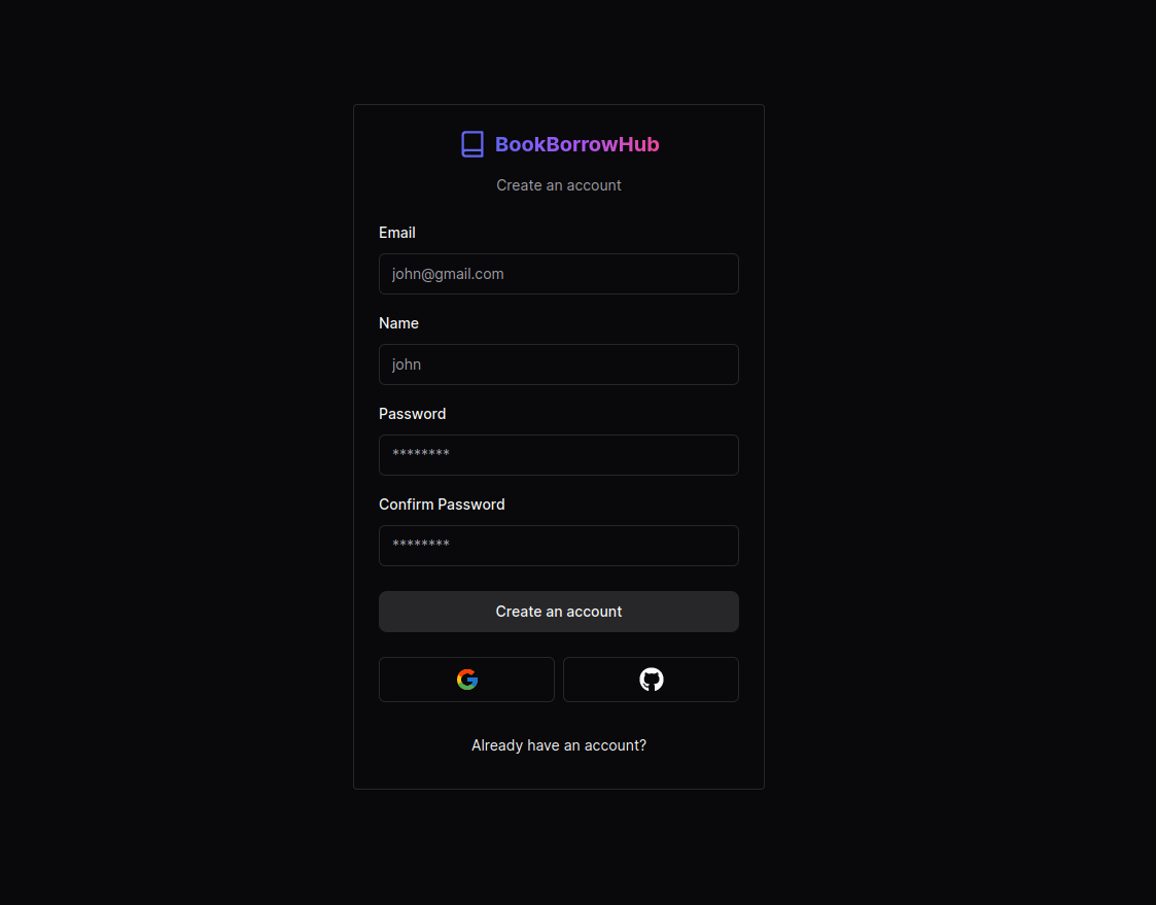 BookBorrowHub
Create an account
Email
john@gmail.com
Name
john
Password
********
Confirm Password
********
Create an account
Already have an account?